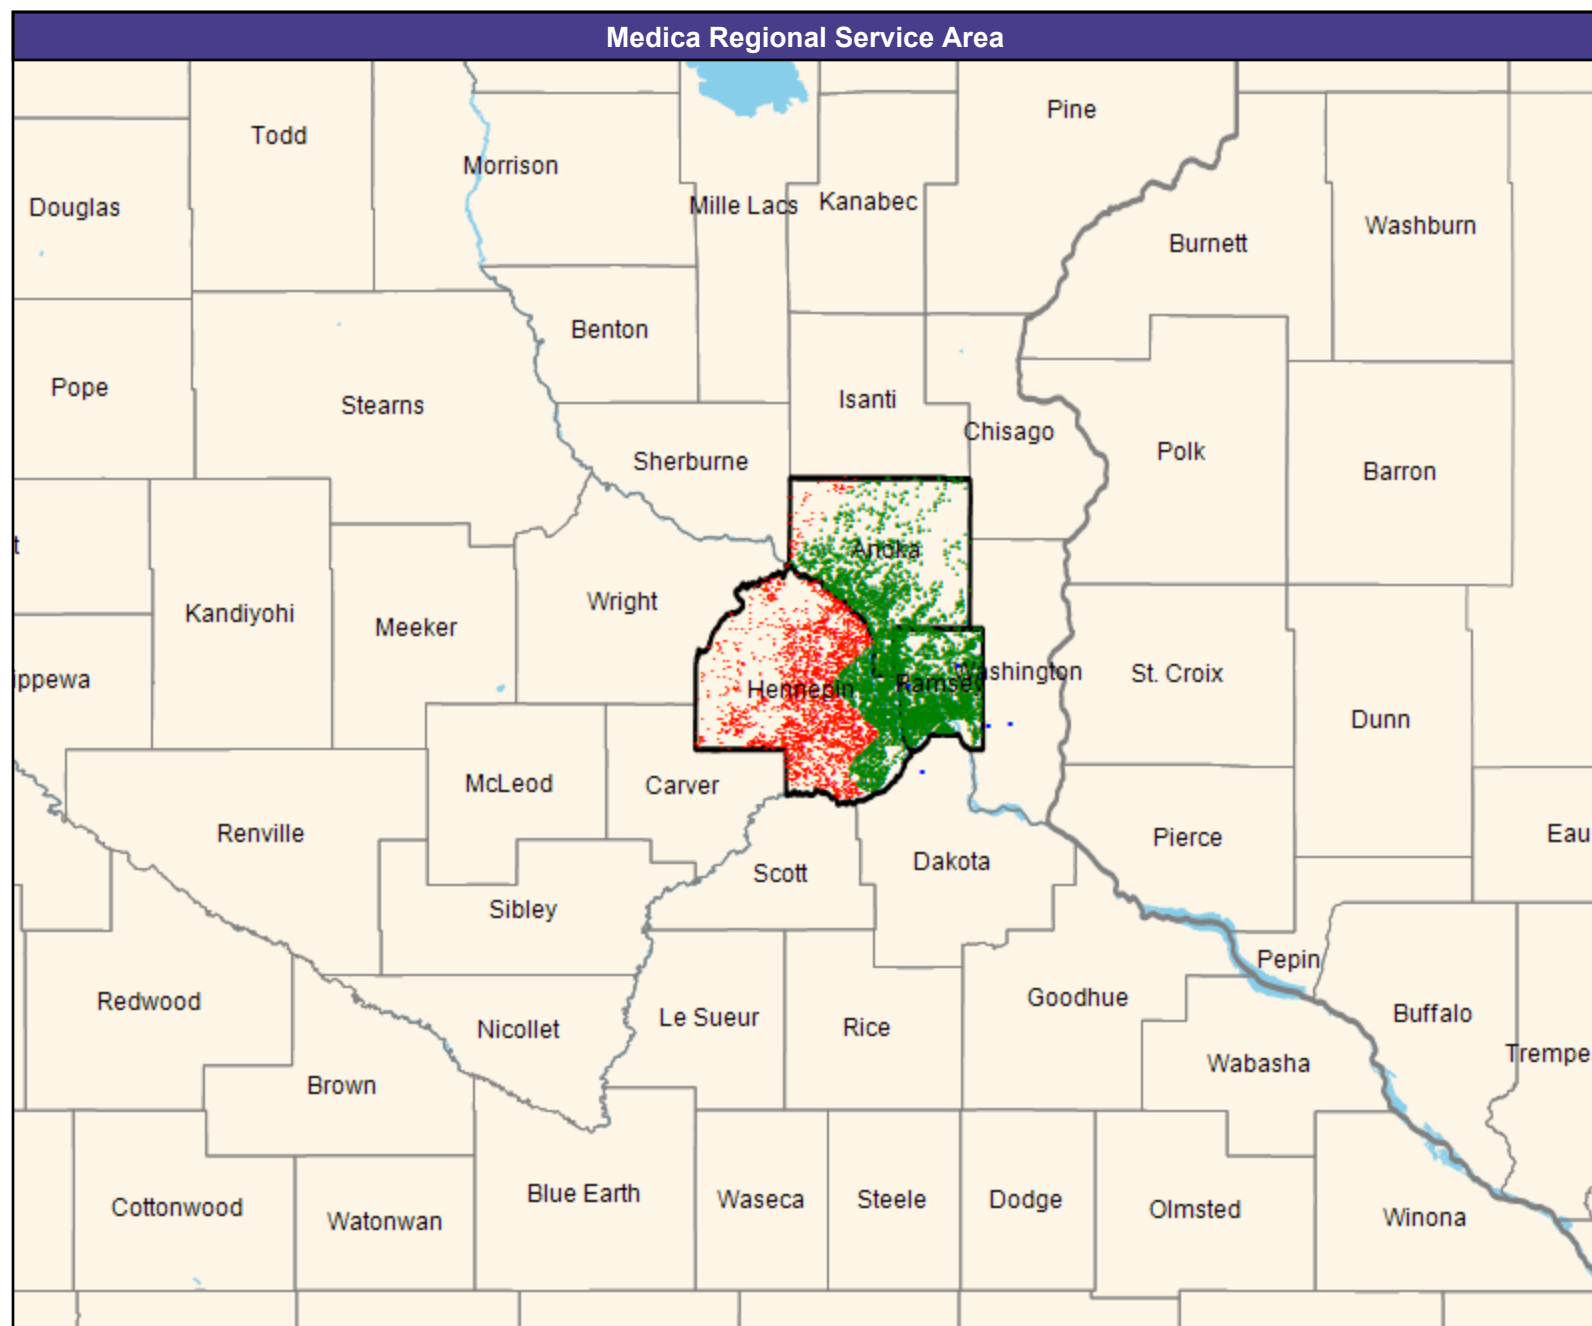 Medica Regional Service Area
Pine
Todd
Morrison
Mille Lacs
Kanabec
Douglas
Washburn
Burnett
Benton
Pope
Stearns
Isanti
Chisago
Polk
Sherburne
Barron
t
Anoka
Kandiyohi
Meeker
Wright
ippewa
Hennepin
Ramsey
Washington
St. Croix
Dunn
McLeod
Carver
Renville
Pierce
Eau
Scott
Dakota
Sibley
Pepin
Redwood
Goodhue
Nicollet
Le Sueur
Rice
Buffalo
Brown
Wabasha
Trempe
Cottonwood
Watonwan
Blue Earth
Waseca
Steele
Dodge
Olmsted
Winona